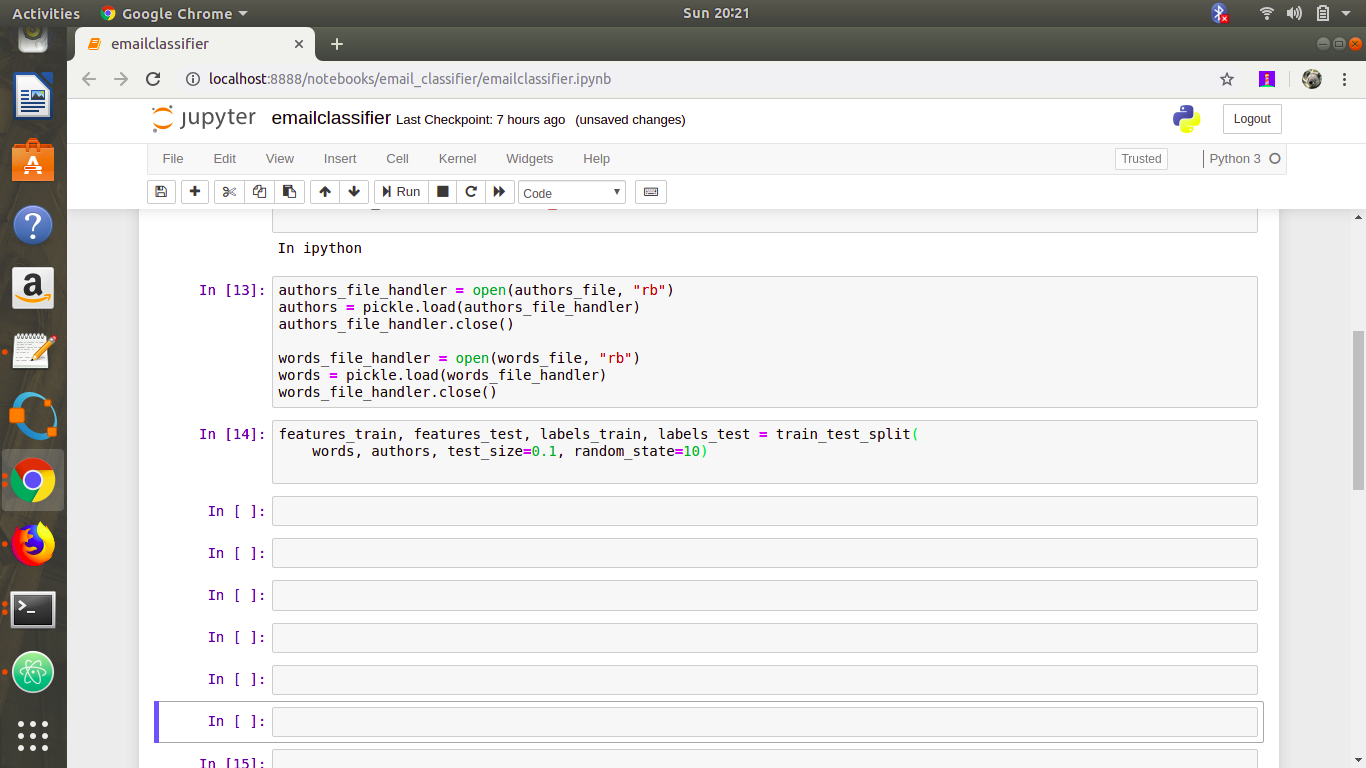 Activities Google Chrome Sun 20:21
emailclassifier
localhost:8888/notebooks/email_classifier/emailclassifier.ipynb
jupyter emailclassifier Last Checkpoint: 7 hours ago (unsaved changes) Logout
File Edit View Insert Cell Kernel Widgets Help Trusted Python 3
Run Code
In ipython
In [13]: authors_file_handler = open(authors_file, "rb")
authors = pickle.load(authors_file_handler)
authors_file_handler.close()
words_file_handler = open(words_file, "rb")
words = pickle.load(words_file_handler)
words_file_handler.close()
In [14]: features_train, features_test, labels_train, labels_test = train_test_split(
words, authors, test_size=0.1, random_state=10)
In [ ]:
In [ ]:
In [ ]:
In [ ]:
In [ ]:
In [ ]:
In [15]: